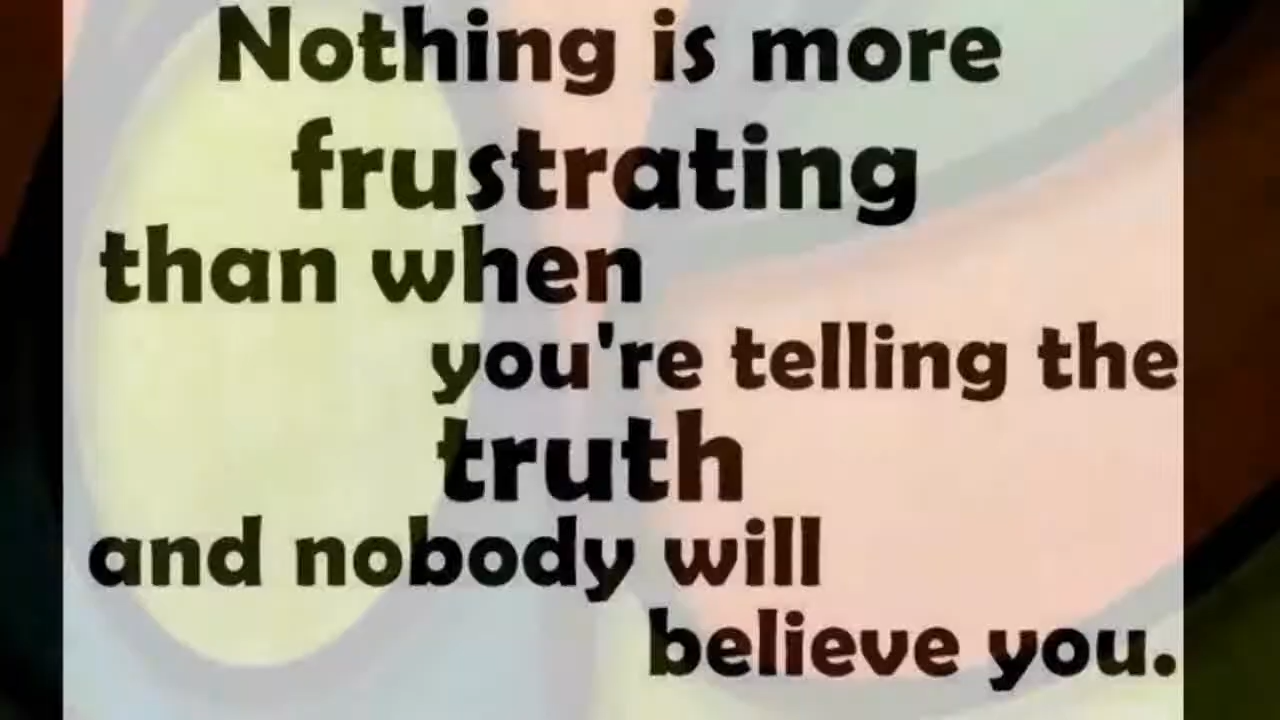 Nothing is more
frustrating
than when
you're telling the
truth
and nobody will
believe you.